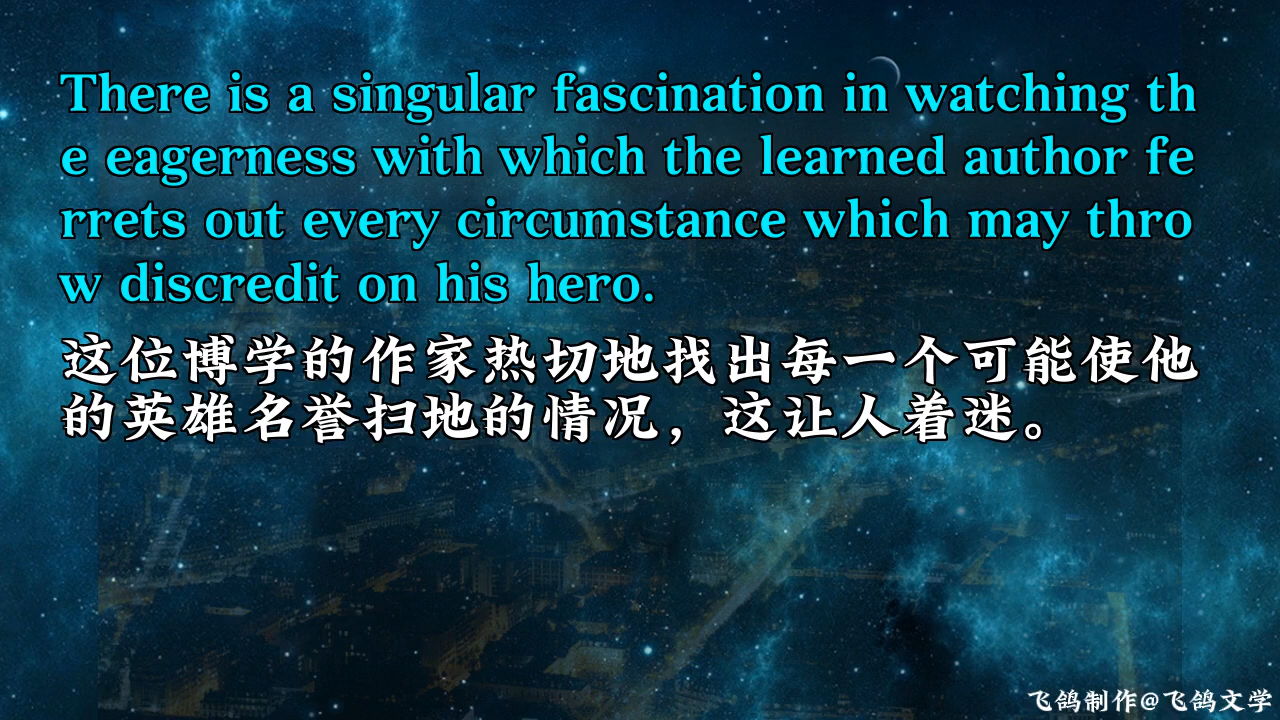 There is a singular fascination in watching th
e eagerness with which the learned author fe
rrets out every circumstance which may thro
w discredit on his hero.
这位博学的作家热切地找出每一个可能使他
的英雄名誉扫地的情况，这让人着迷。
飞鸽制作@飞鸽文学